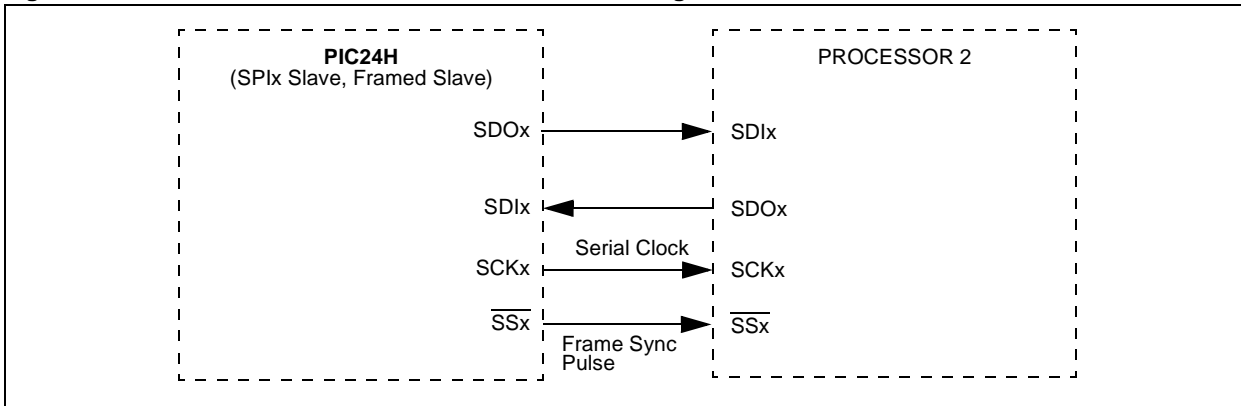 PIC24H
(SPIx Slave, Framed Slave)
PROCESSOR 2
SDOx
SDIx
SDIx
SDOx
Serial Clock
SCKx
SCKx
SSx
SSx
Frame Sync
Pulse